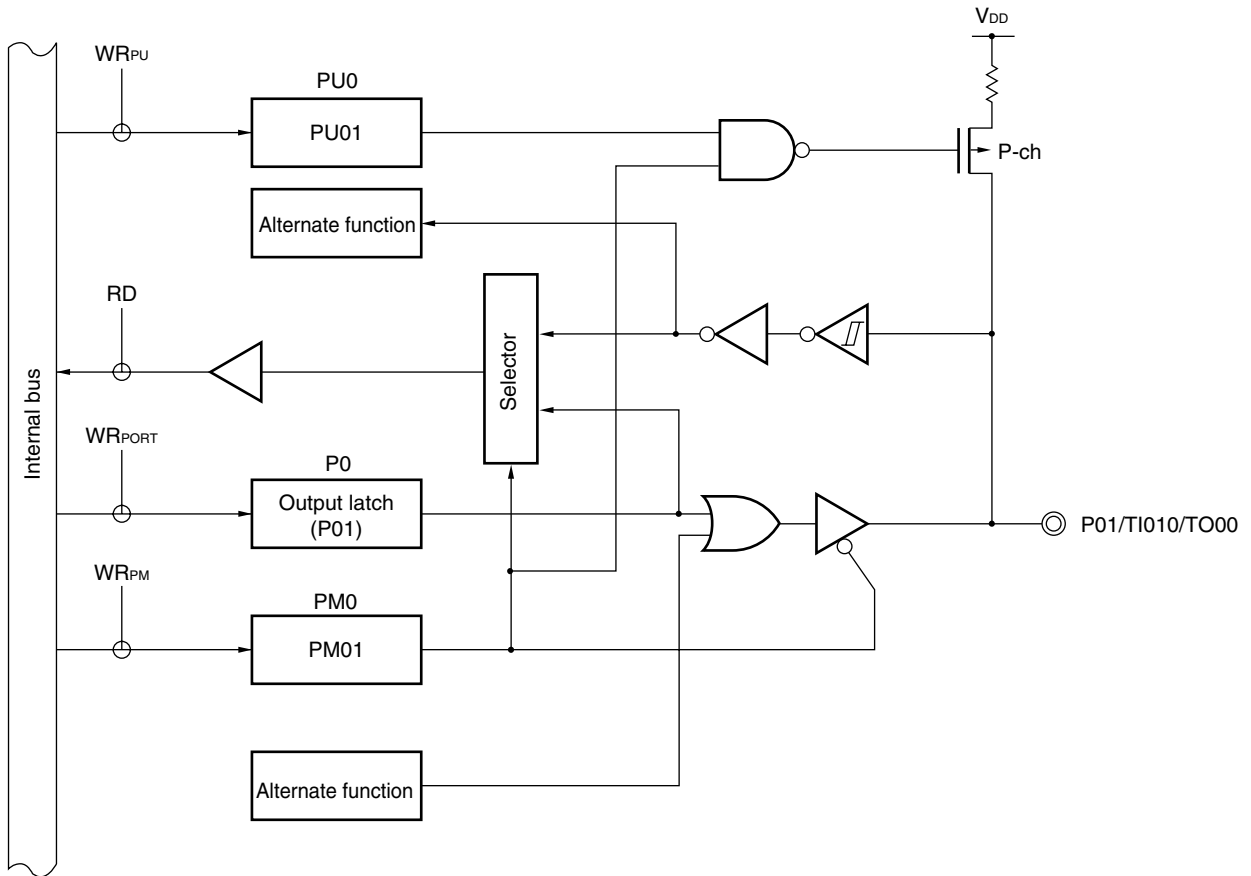 VDD
WRPU
PU0
PU01
P-ch
Alternate function
RD
Selector
Internal bus
WRPORT
P0
Output latch
(P01)
P01/TI010/TO00
WRPM
PM0
PM01
Alternate function